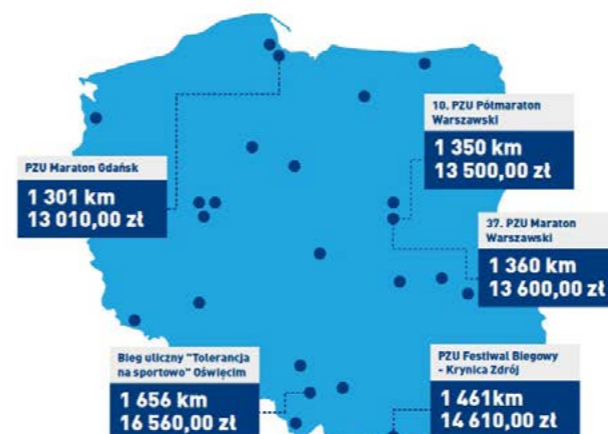 10. PZU Półmaraton
Warszawski
1 350 km
13 500,00 zł
PZU Maraton Gdańsk
1 301 km
13 010,00 zł
37. PZU Maraton
Warszawski
1 360 km
13 600,00 zł
Bieg uliczny "Tolerancja
na sportowo" Oświęcim
1 656 km
16 560,00 zł
PZU Festiwal Biegowy
- Krynica Zdrój
1 461km
14 610,00 zł